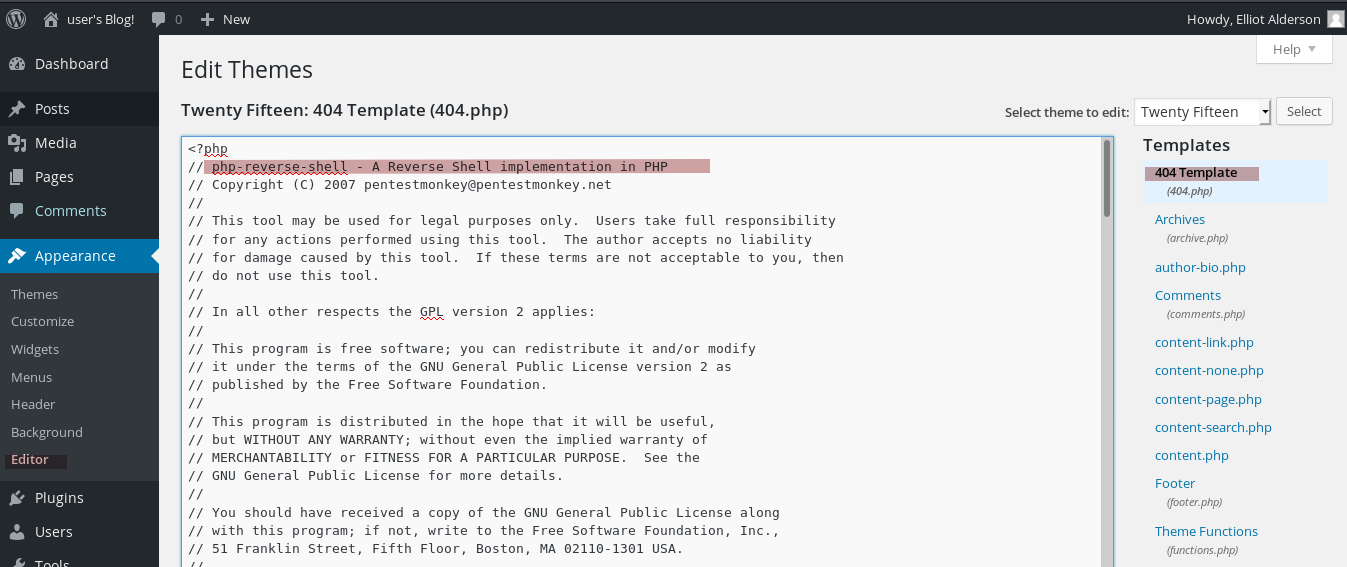 user's Blog! 0 New Howdy, Elliot Alderson
Help
Dashboard
Posts
Media
Pages
Comments
Appearance
Themes
Customize
Widgets
Menus
Header
Background
Editor
Plugins
Users
Tools
Edit Themes
Twenty Fifteen: 404 Template (404.php)
Select theme to edit: Twenty Fifteen Select
<?php
// php-reverse-shell - A Reverse Shell implementation in PHP
// Copyright (C) 2007 pentestmonkey@pentestmonkey.net
//
// This tool may be used for legal purposes only.  Users take full responsibility
// for any actions performed using this tool.  The author accepts no liability
// for damage caused by this tool.  If these terms are not acceptable to you, then
// do not use this tool.
//
// In all other respects the GPL version 2 applies:
//
// This program is free software; you can redistribute it and/or modify
// it under the terms of the GNU General Public License version 2 as
// published by the Free Software Foundation.
//
// This program is distributed in the hope that it will be useful,
// but WITHOUT ANY WARRANTY; without even the implied warranty of
// MERCHANTABILITY or FITNESS FOR A PARTICULAR PURPOSE.  See the
// GNU General Public License for more details.
//
// You should have received a copy of the GNU General Public License along
// with this program; if not, write to the Free Software Foundation, Inc.,
// 51 Franklin Street, Fifth Floor, Boston, MA 02110-1301 USA.
//
Templates
404 Template
(404.php)
Archives
(archive.php)
author-bio.php
Comments
(comments.php)
content-link.php
content-none.php
content-page.php
content-search.php
content.php
Footer
(footer.php)
Theme Functions
(functions.php)